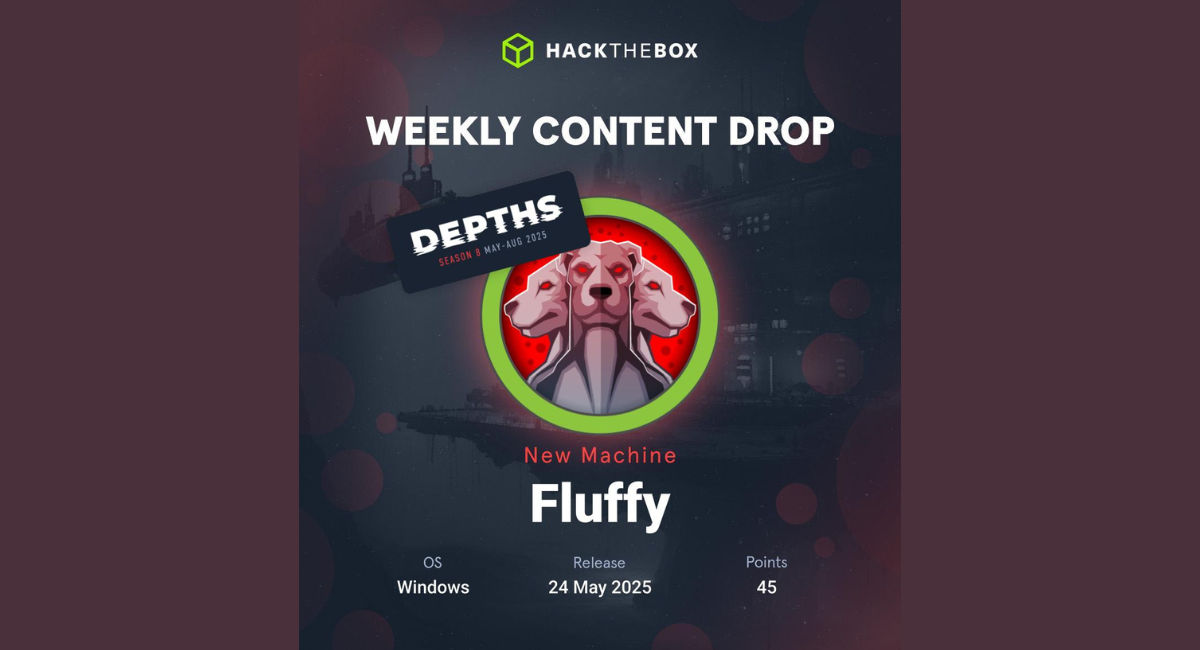 HACKTHEBOX
WEEKLY CONTENT DROP
DEPTHS
SEASON 8 MAY-AUG 2025
New Machine
Fluffy
OS
Windows
Release
24 May 2025
Points
45